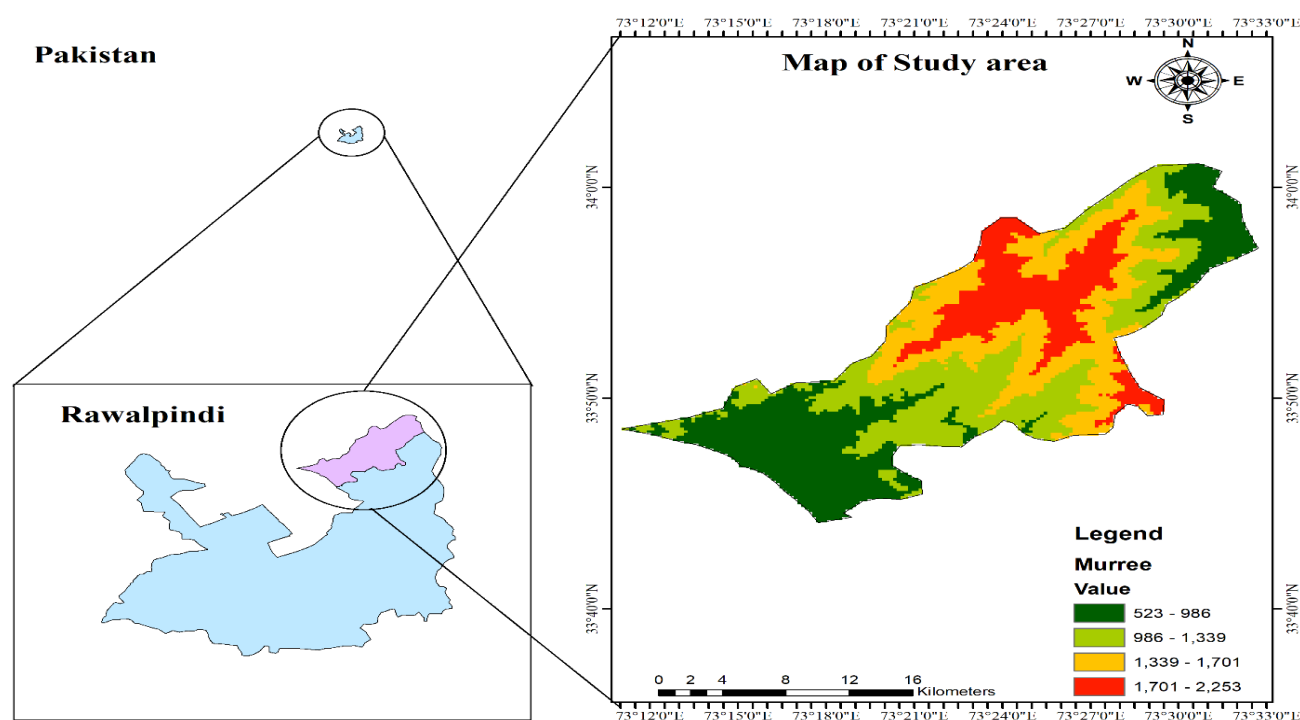 Pakistan
Rawalpindi
73°12'0"E 73°15'0"E 73°18'0"E 73°21'0"E 73°24'0"E 73°27'0"E 73°30'0"E 73°33'0"E
Map of Study area
N
W E
S
34°0'0"N 34°0'0"N
33°50'0"N 33°50'0"N
33°40'0"N 33°40'0"N
Legend
Murree
Value
523 - 986
986 - 1,339
1,339 - 1,701
1,701 - 2,253
0 2 4 8 12 16
Kilometers
73°12'0"E 73°15'0"E 73°18'0"E 73°21'0"E 73°24'0"E 73°27'0"E 73°30'0"E 73°33'0"E